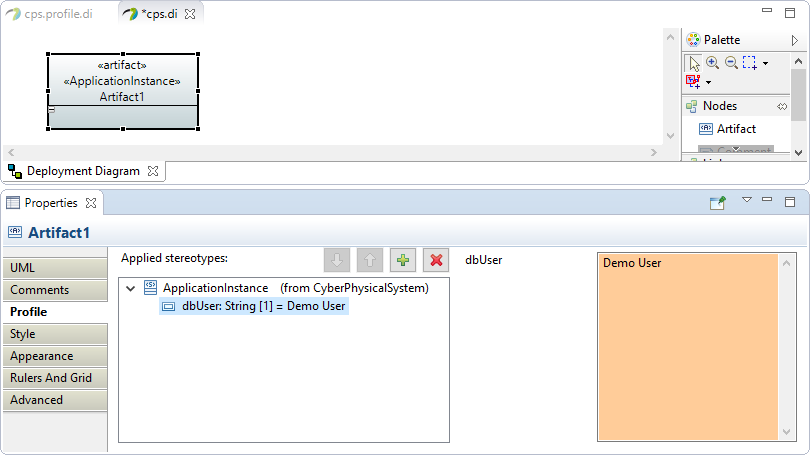 cps.profile.di
*cps.di
Palette
«artifact»
«ApplicationInstance»
Artifact1
Nodes
Artifact
Deployment Diagram
Properties
Artifact1
UML
Comments
Profile
Style
Appearance
Rulers And Grid
Advanced
Applied stereotypes:
ApplicationInstance (from CyberPhysicalSystem)
dbUser: String [1] = Demo User
dbUser
Demo User